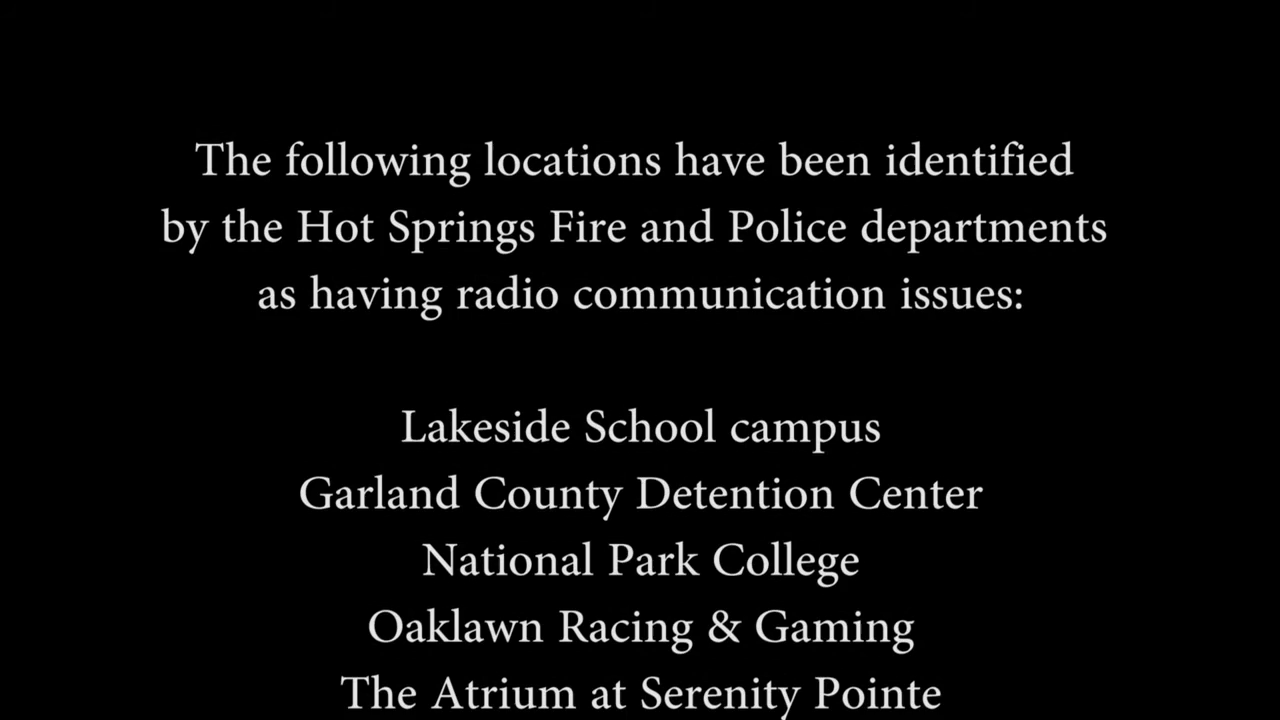 The following locations have been identified
by the Hot Springs Fire and Police departments
as having radio communication issues:
Lakeside School campus
Garland County Detention Center
National Park College
Oaklawn Racing & Gaming
The Atrium at Serenity Pointe